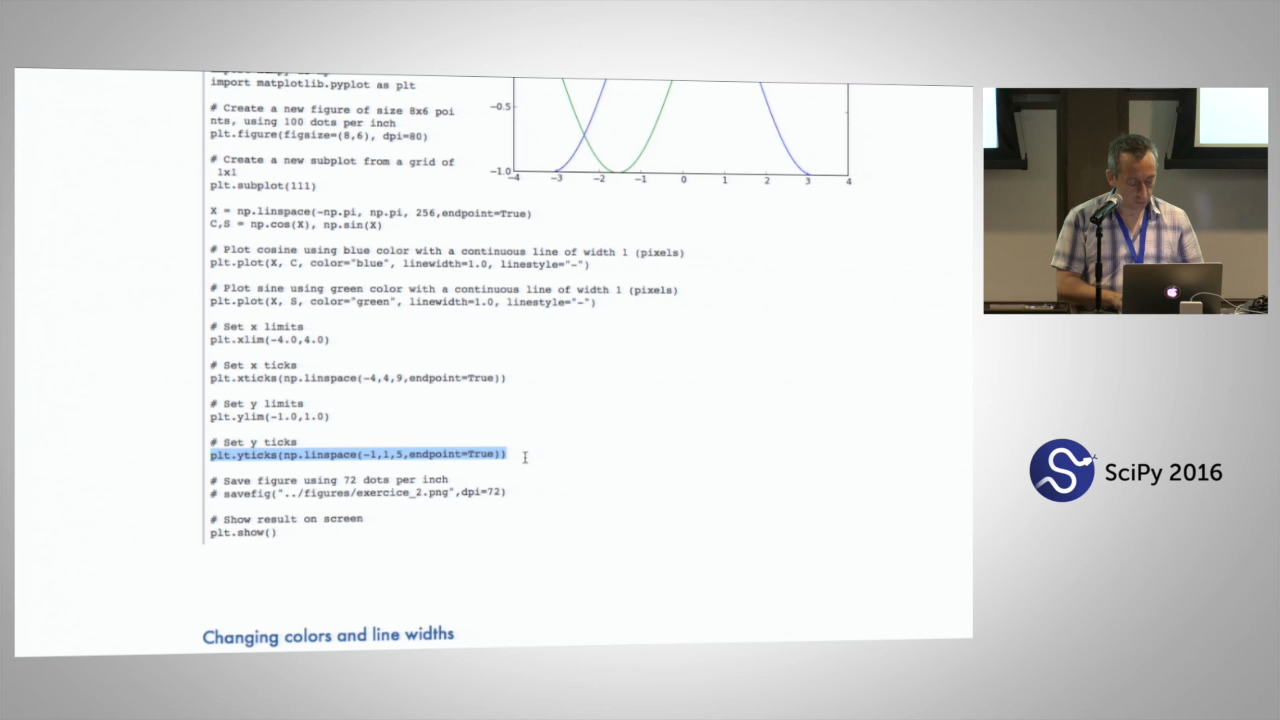 import matplotlib.pyplot as plt
# Create a new figure of size 8x6 poi
nts, using 100 dots per inch
plt.figure(figsize=(8,6), dpi=80)
# Create a new subplot from a grid of
1x1
plt.subplot(111)
X = np.linspace(-np.pi, np.pi, 256,endpoint=True)
C,S = np.cos(X), np.sin(X)
# Plot cosine using blue color with a continuous line of width 1 (pixels)
plt.plot(X, C, color="blue", linewidth=1.0, linestyle="-")
# Plot sine using green color with a continuous line of width 1 (pixels)
plt.plot(X, S, color="green", linewidth=1.0, linestyle="-")
# Set x limits
plt.xlim(-4.0,4.0)
# Set x ticks
plt.xticks(np.linspace(-4,4,9,endpoint=True))
# Set y limits
plt.ylim(-1.0,1.0)
# Set y ticks
plt.yticks(np.linspace(-1,1,5,endpoint=True))
# Save figure using 72 dots per inch
# savefig("../figures/exercice_2.png",dpi=72)
# Show result on screen
plt.show()
−0.5
−1.0
−4 −3 −2 −1 0 1 2 3 4
Changing colors and line widths
SciPy 2016